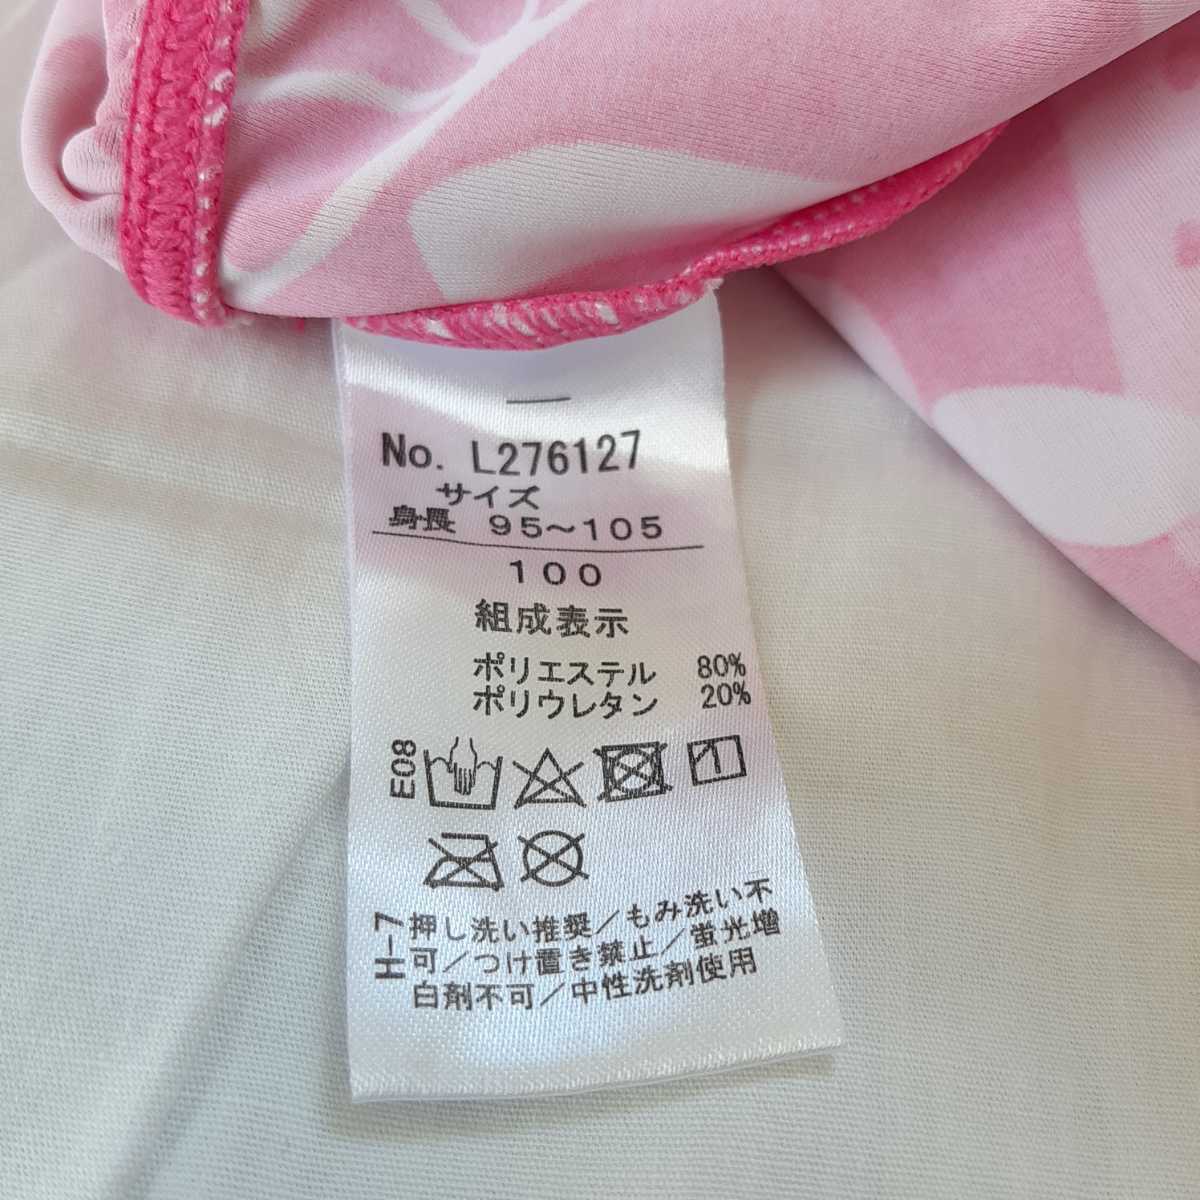 No. L276127
サイズ
身長 95～105
100
組成表示
ポリエステル 80%
ポリウレタン 20%
E08
H-7
押し洗い推奨／もみ洗い不
可／つけ置き禁止／蛍光増
白剤不可／中性洗剤使用